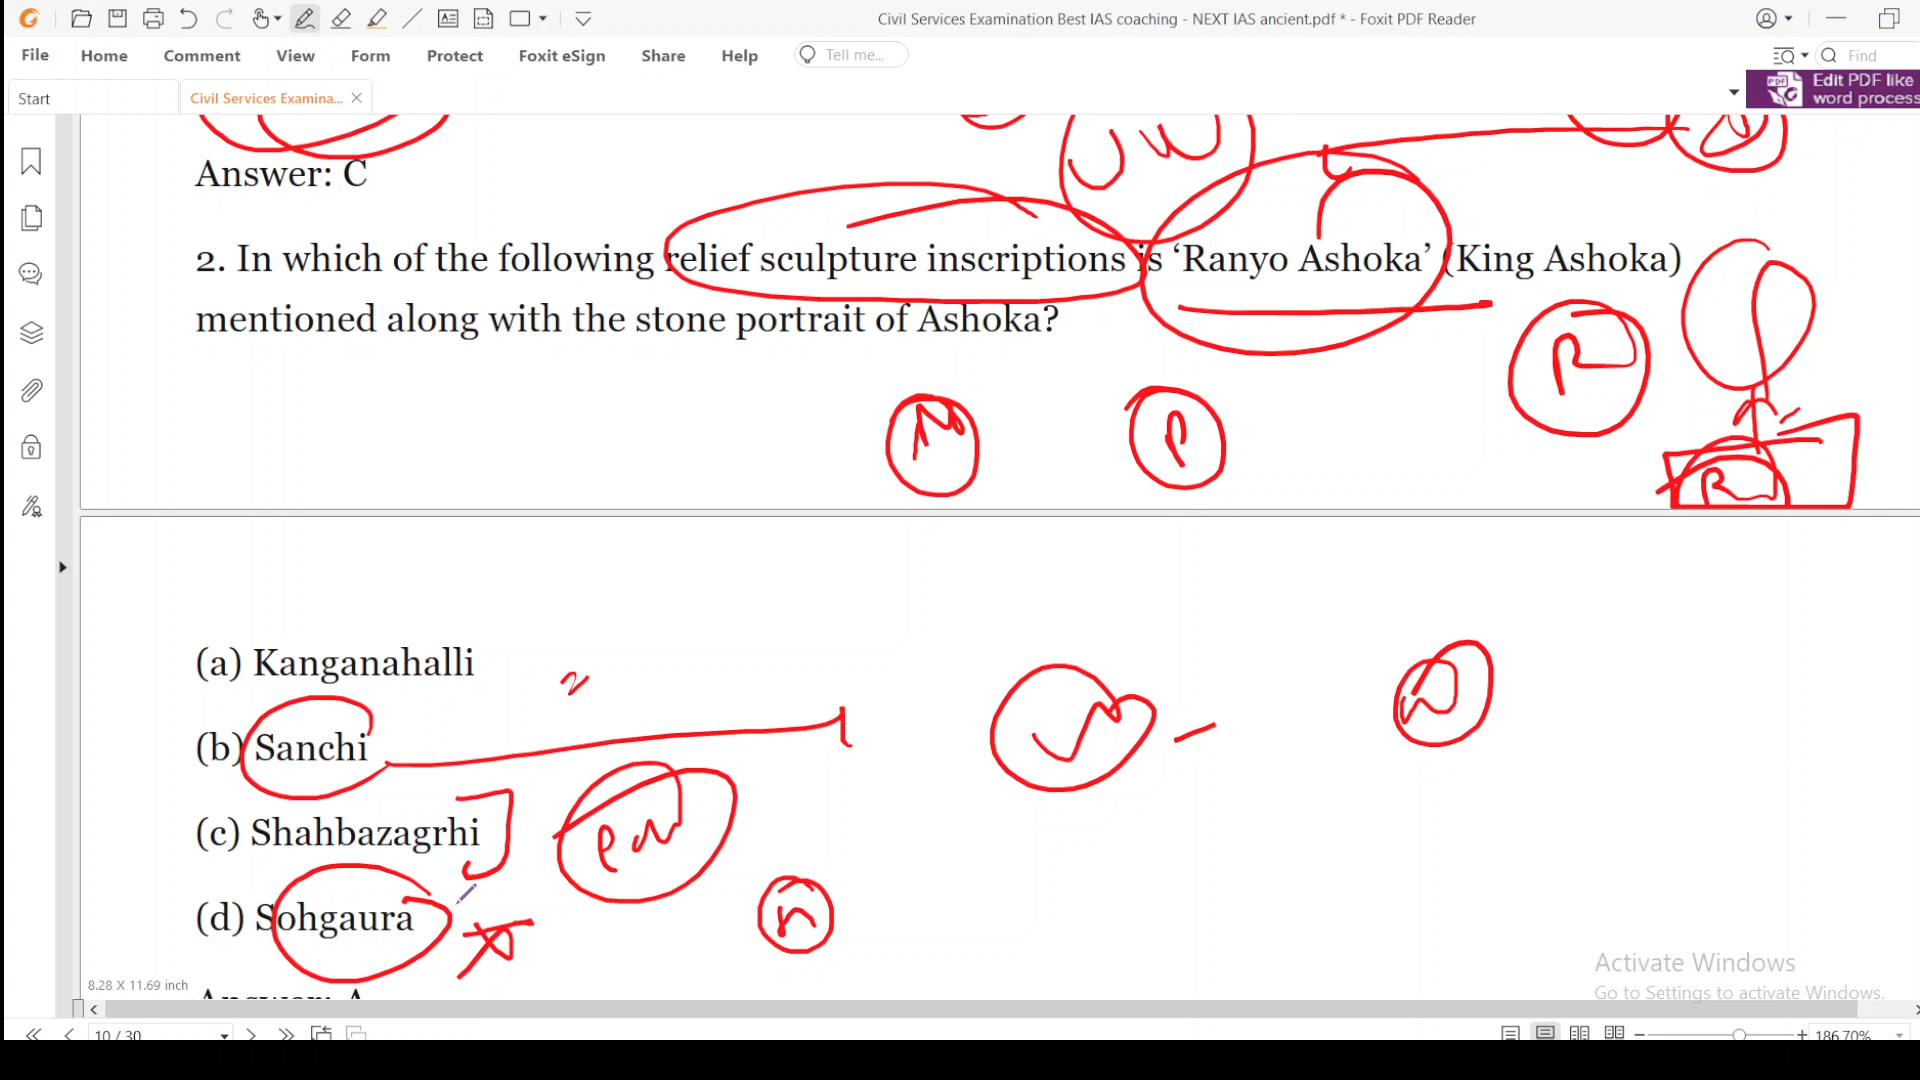 Civil Services Examination Best IAS coaching - NEXT IAS ancient.pdf * - Foxit PDF Reader
File Home Comment View Form Protect Foxit eSign Share Help Tell me... Find
Start Civil Services Examina... Edit PDF like
word process
Answer: C
2. In which of the following relief sculpture inscriptions is ‘Ranyo Ashoka’ (King Ashoka)
mentioned along with the stone portrait of Ashoka?
(a) Kanganahalli
(b) Sanchi
(c) Shahbazagrhi
(d) Sohgaura
Answer: A
8.28 X 11.69 inch
Activate Windows
Go to Settings to activate Windows.
10 / 30 186.70%